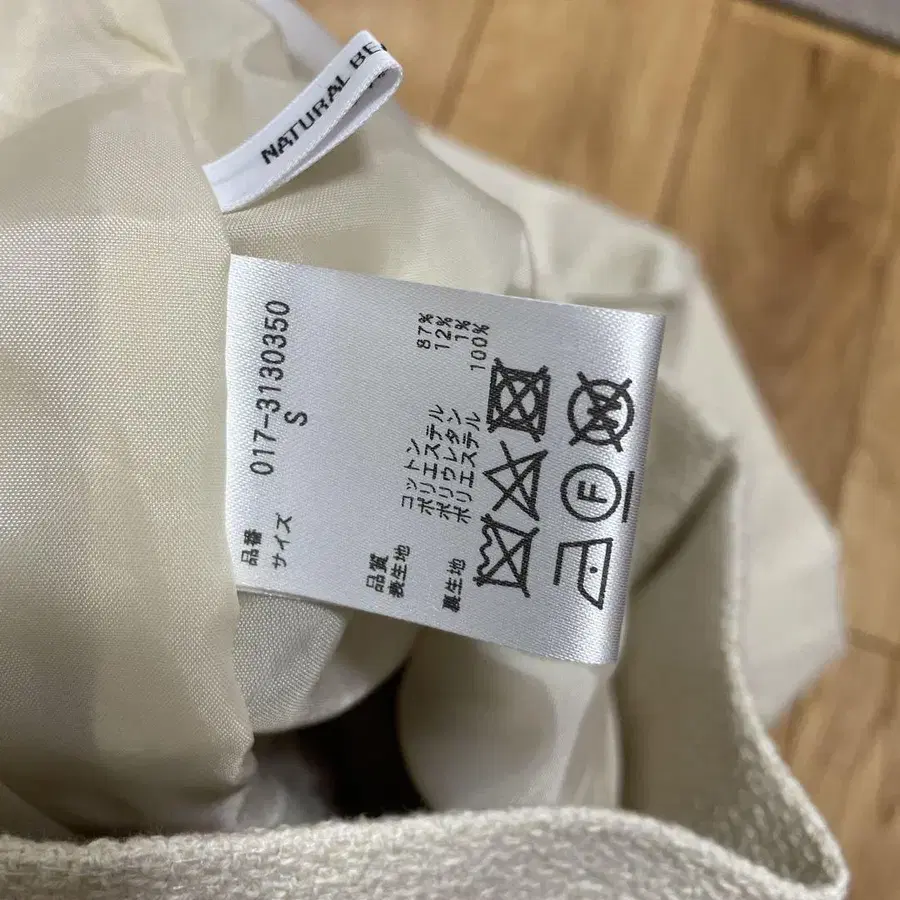 NATURAL BE
品番 017-3130350
サイズ S
品質
表生地 コットン 87%
ポリエステル 12%
ポリウレタン 1%
裏生地 ポリエステル 100%
W
F